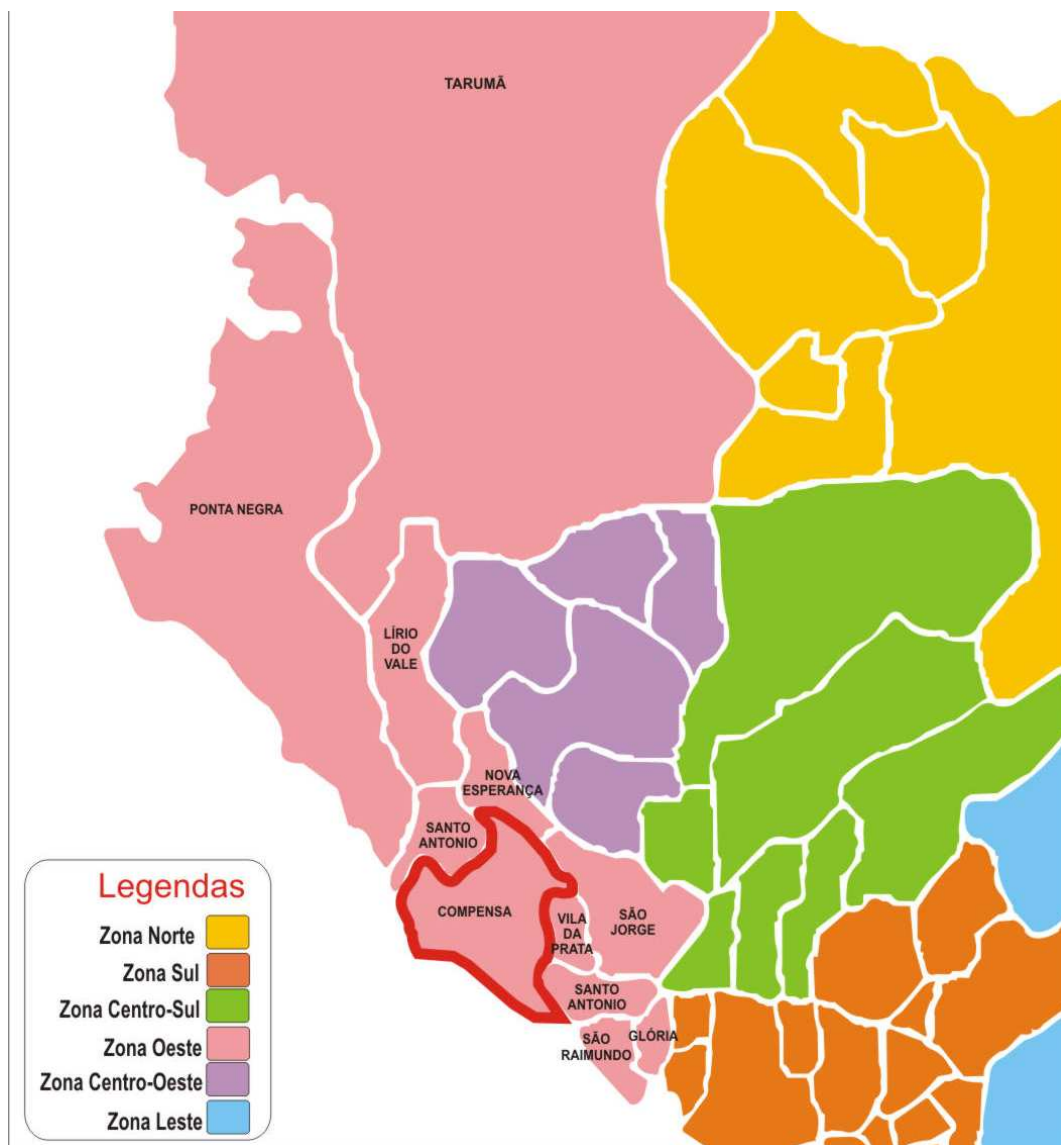 TARUMÃ
PONTA NEGRA
LÍRIO
DO
VALE
NOVA
ESPERANÇA
SANTO
ANTONIO
COMPENSA
VILA
DA
PRATA
SÃO
JORGE
SANTO
ANTONIO
SÃO
RAIMUNDO
GLÓRIA
Legendas
Zona Norte
Zona Sul
Zona Centro-Sul
Zona Oeste
Zona Centro-Oeste
Zona Leste